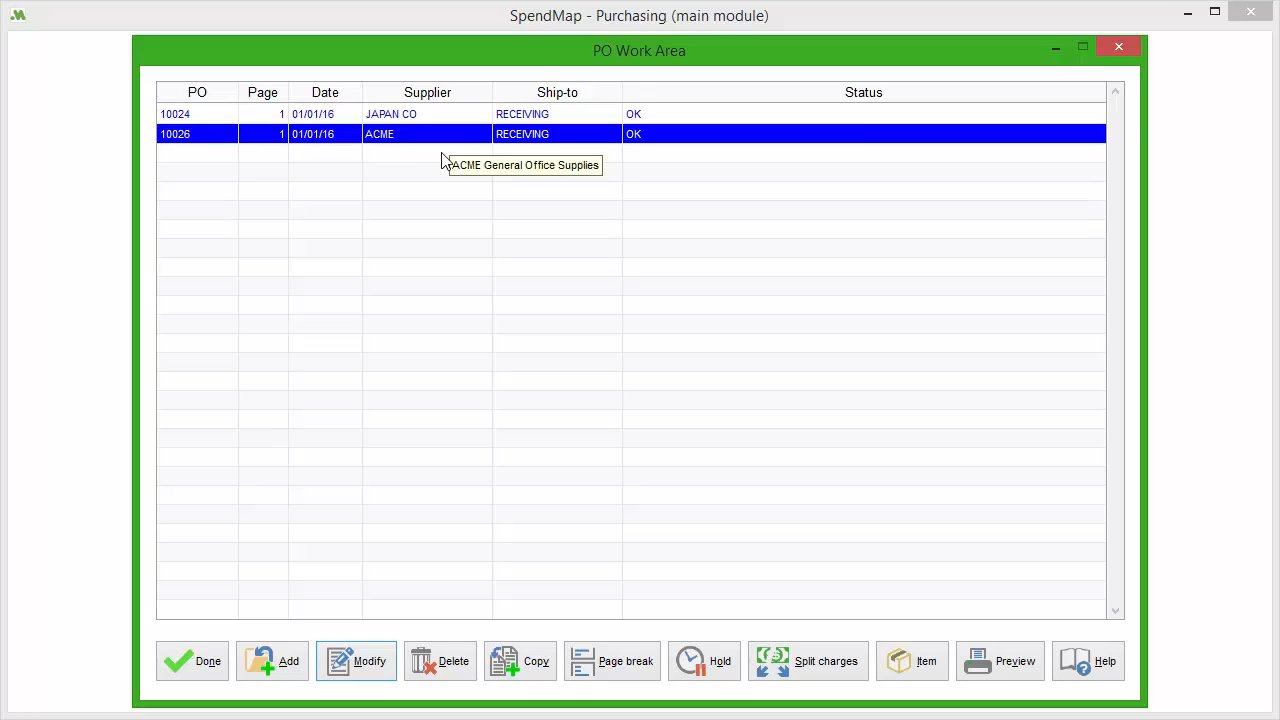 SpendMap - Purchasing (main module)
PO Work Area
PO Page Date Supplier Ship-to Status
10024 1 01/01/16 JAPAN CO RECEIVING OK
10026 1 01/01/16 ACME RECEIVING OK
ACME General Office Supplies
Done Add Modify Delete Copy Page break Hold Split charges Item Preview Help